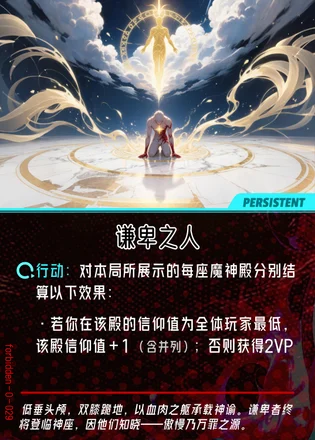 PERSISTENT
谦卑之人
行动：对本局所展示的每座魔神殿分别结
算以下效果：
·若你在该殿的信仰值为全体玩家最低，
该殿信仰值+1（含并列）；否则获得2VP
forbidden-0-029
低垂头颅，双膝跪地，以血肉之躯承载神谕。谦卑者终
将登临神座，因他们知晓——傲慢乃万罪之源。